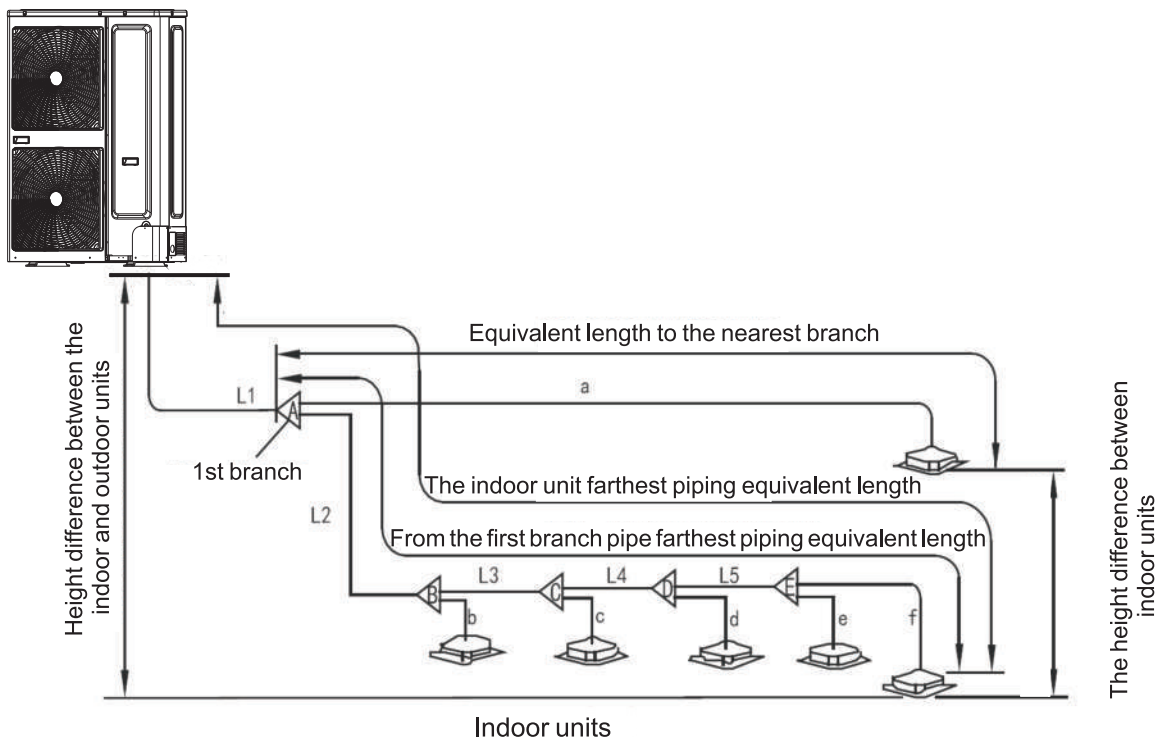 Equivalent length to the nearest branch
a
L1
A
1st branch
The indoor unit farthest piping equivalent length
L2
From the first branch pipe farthest piping equivalent length
L3
L4
L5
B
C
D
E
b
c
d
e
f
Height difference between the
indoor and outdoor units
The height difference between
indoor units
Indoor units